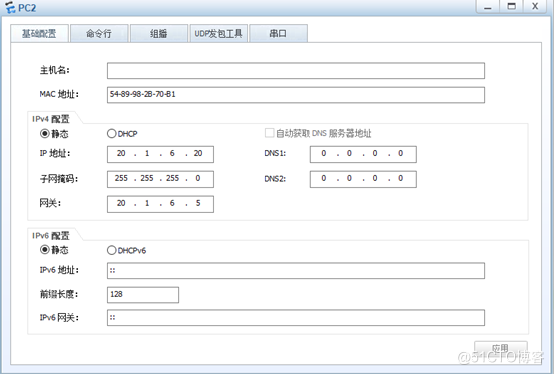 PC2
基础配置 命令行 组播 UDP发包工具 串口
主机名:
MAC 地址: 54-89-98-2B-70-B1
IPv4 配置
静态 DHCP 自动获取 DNS 服务器地址
IP 地址: 20 . 1 . 6 . 20 DNS1: 0 . 0 . 0 . 0
子网掩码: 255 . 255 . 255 . 0 DNS2: 0 . 0 . 0 . 0
网关: 20 . 1 . 6 . 5
IPv6 配置
静态 DHCPv6
IPv6 地址: ::
前缀长度: 128
IPv6 网关: ::
应用
@51CTO博客